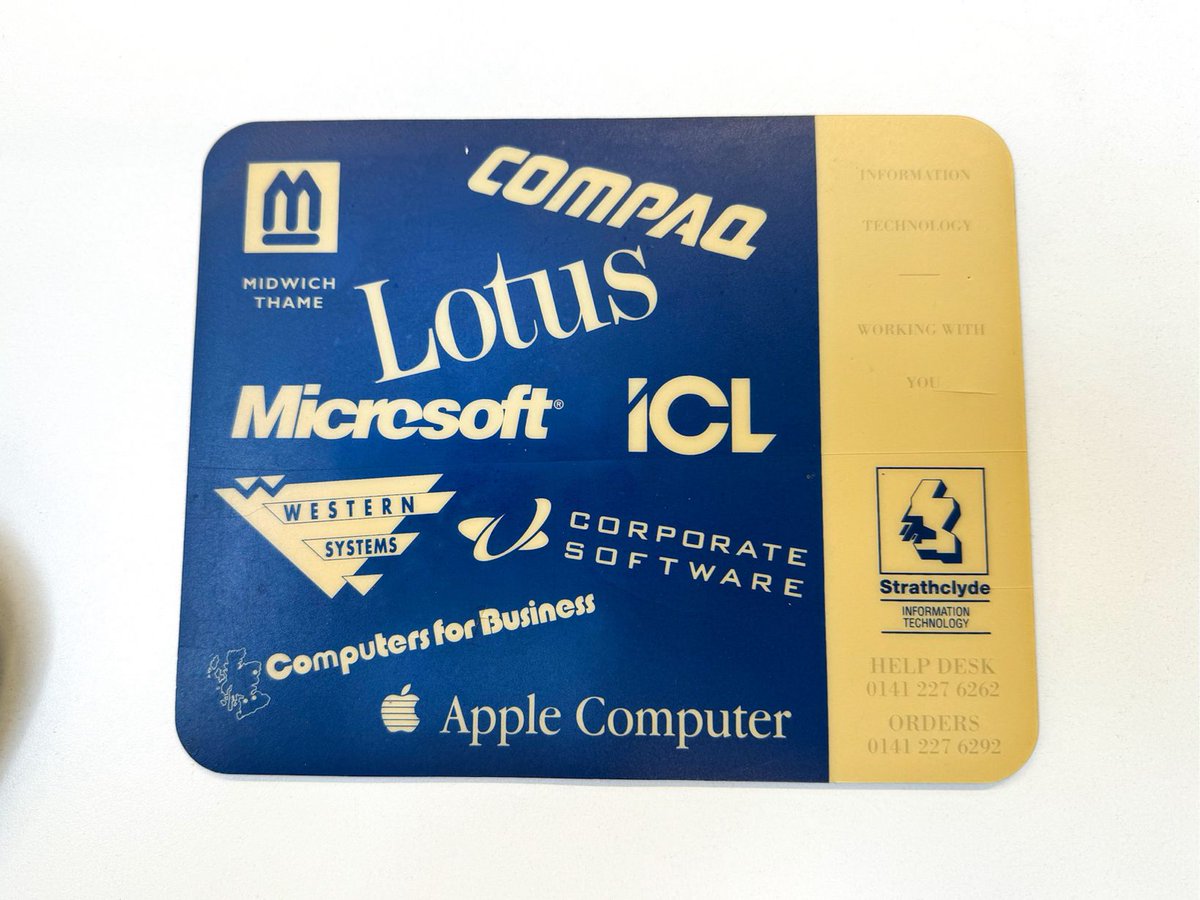 MIDWICH
THAME
COMPAQ
Lotus
Microsoft®
ICL
WESTERN
SYSTEMS
CORPORATE
SOFTWARE
Computers for Business
Apple Computer
INFORMATION
TECHNOLOGY
WORKING WITH
YOU
Strathclyde
INFORMATION
TECHNOLOGY
HELP DESK
0141 227 6262
ORDERS
0141 227 6292